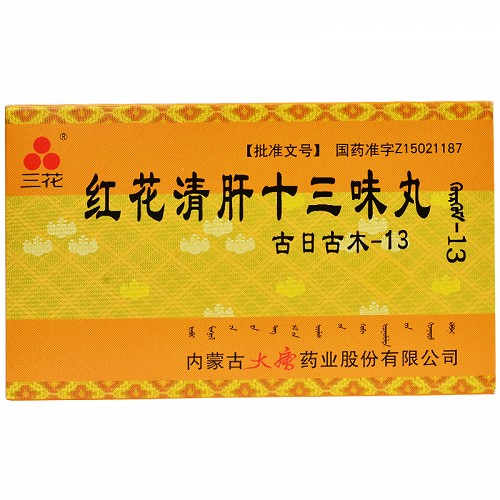 ®
三花
【批准文号】 国药准字Z15021187
红花清肝十三味丸
古日古木-13
-13
内蒙古大唐药业股份有限公司